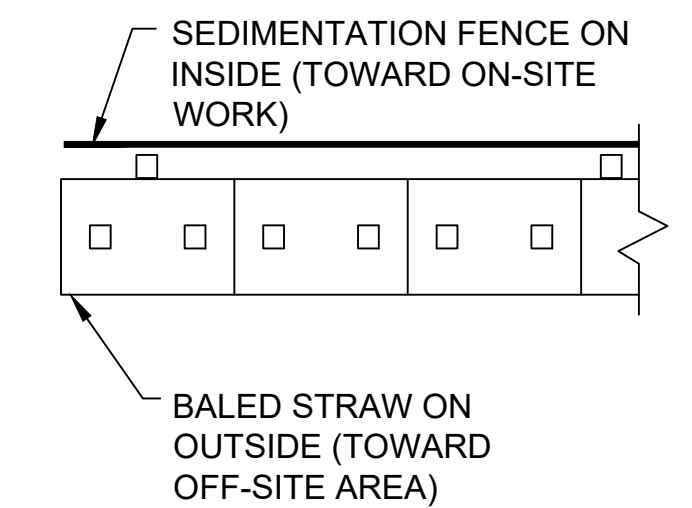 SEDIMENTATION FENCE ON
INSIDE (TOWARD ON-SITE
WORK)
BALED STRAW ON
OUTSIDE (TOWARD
OFF-SITE AREA)